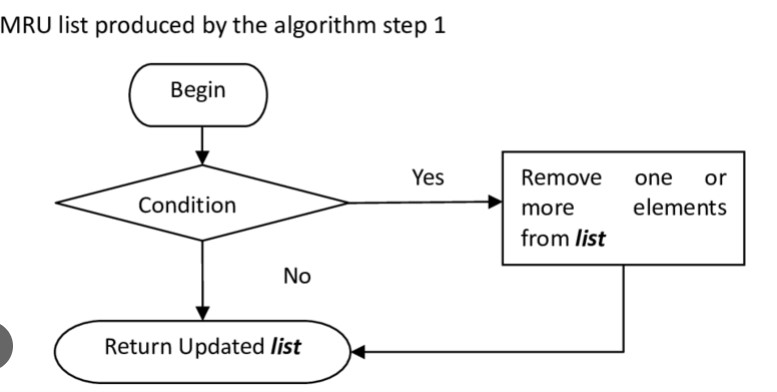 MRU list produced by the algorithm step 1
Begin
Condition
Yes
Remove one or
more elements
from list
No
Return Updated list